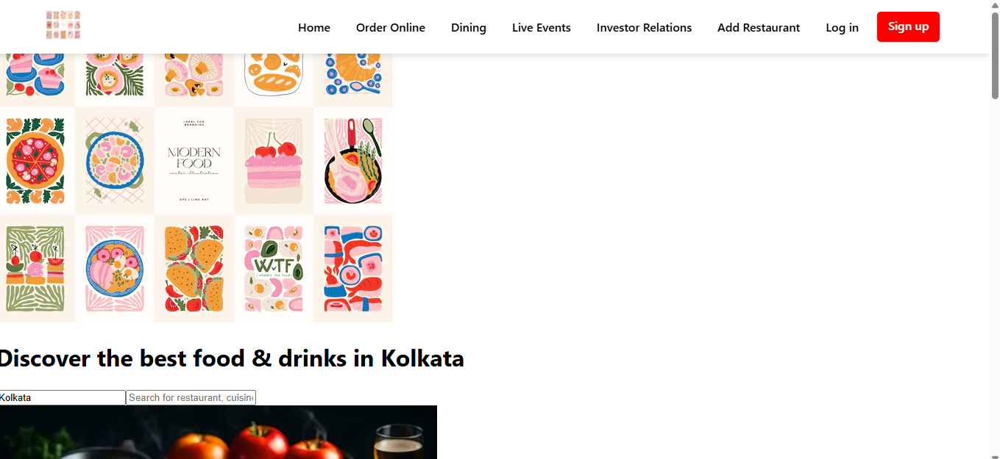 Home Order Online Dining Live Events Investor Relations Add Restaurant Log in Sign up
IDEAL FOR
BRANDING
MODERN
FOOD
vector illustration
EPS | LINE ART
WTF
(where's the food)
Discover the best food & drinks in Kolkata
Kolkata Search for restaurant, cuisin